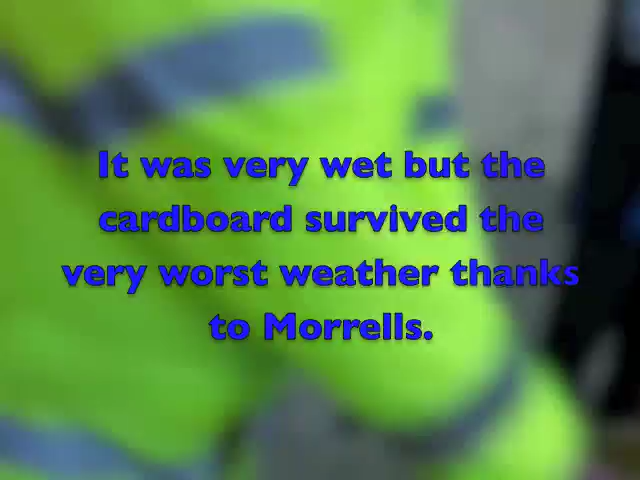 It was very wet but the
cardboard survived the
very worst weather thanks
to Morrells.